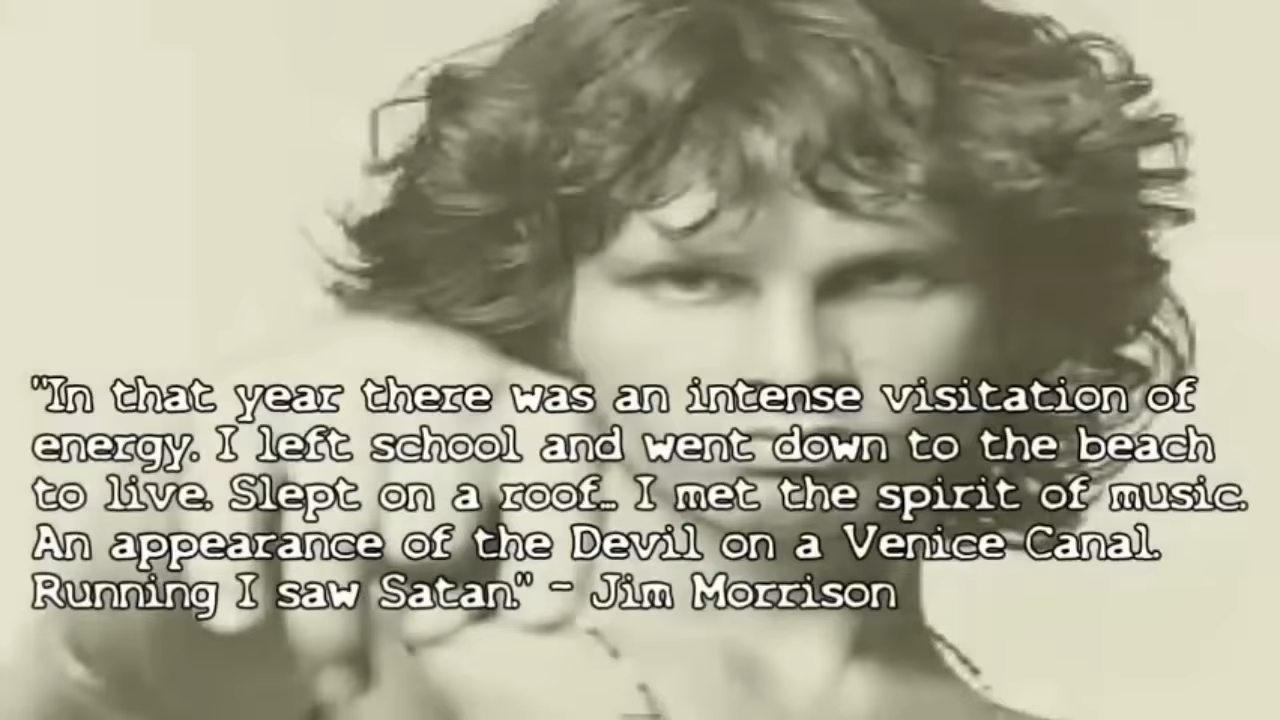 "In that year there was an intense visitation of
energy. I left school and went down to the beach
to live. Slept on a roof... I met the spirit of music.
An appearance of the Devil on a Venice Canal.
Running I saw Satan." - Jim Morrison